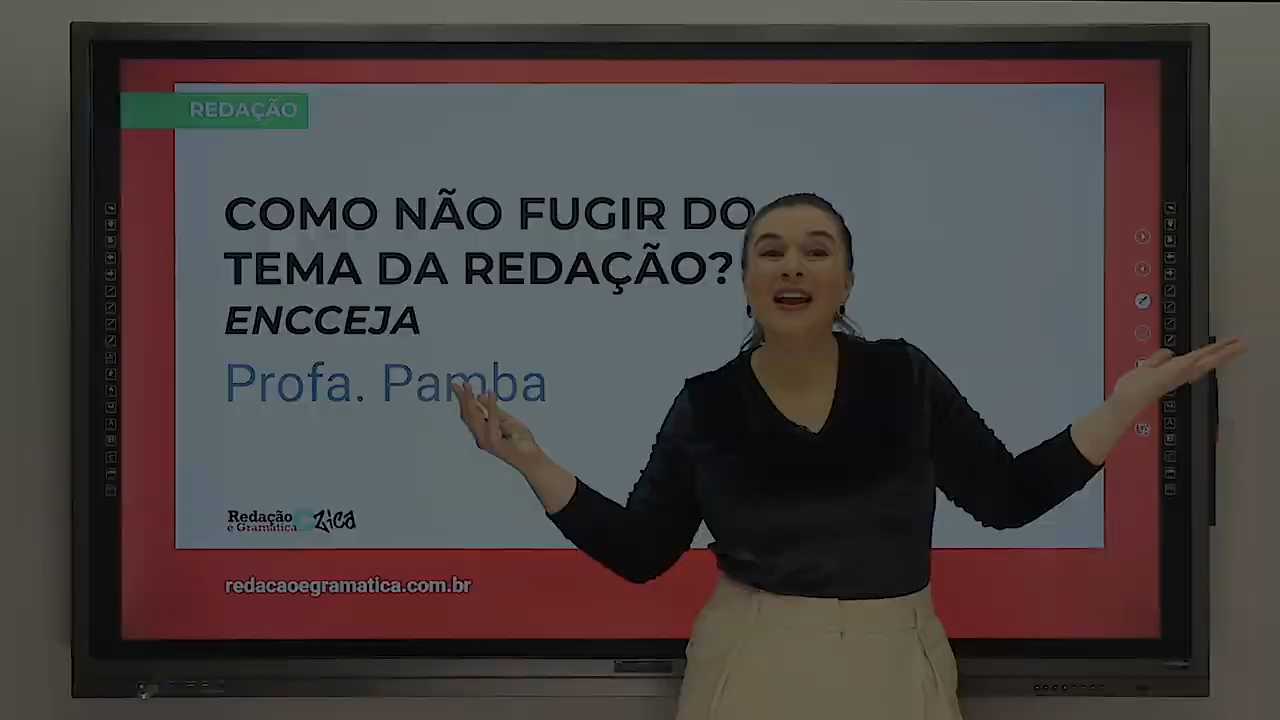 REDAÇÃO
COMO NÃO FUGIR DO
TEMA DA REDAÇÃO?
ENCCEJA
Profa. Pamba
Redação
e Gramática
Zica
redacaoegramatica.com.br